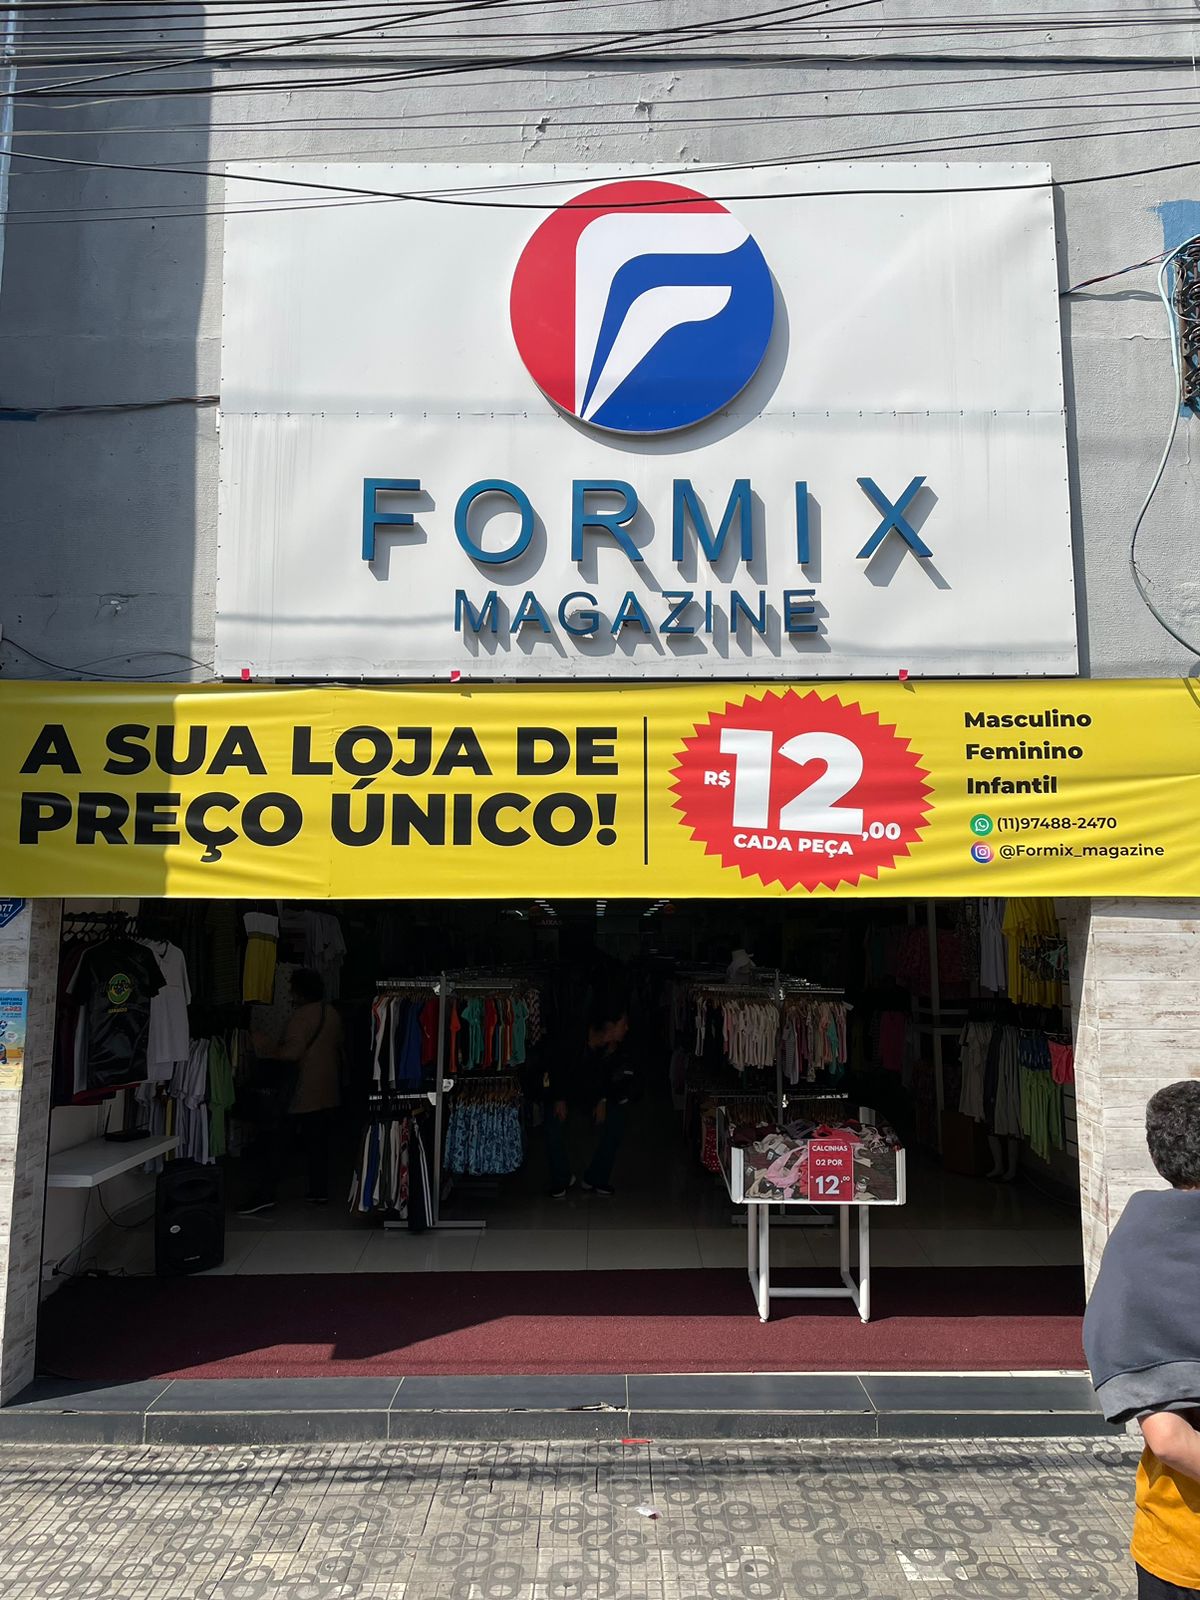 FORMIX
MAGAZINE
A SUA LOJA DE
PREÇO ÚNICO!
R$12,00
CADA PEÇA
Masculino
Feminino
Infantil
(11)97488-2470
@Formix_magazine
CALCINHAS
02 POR
12,00